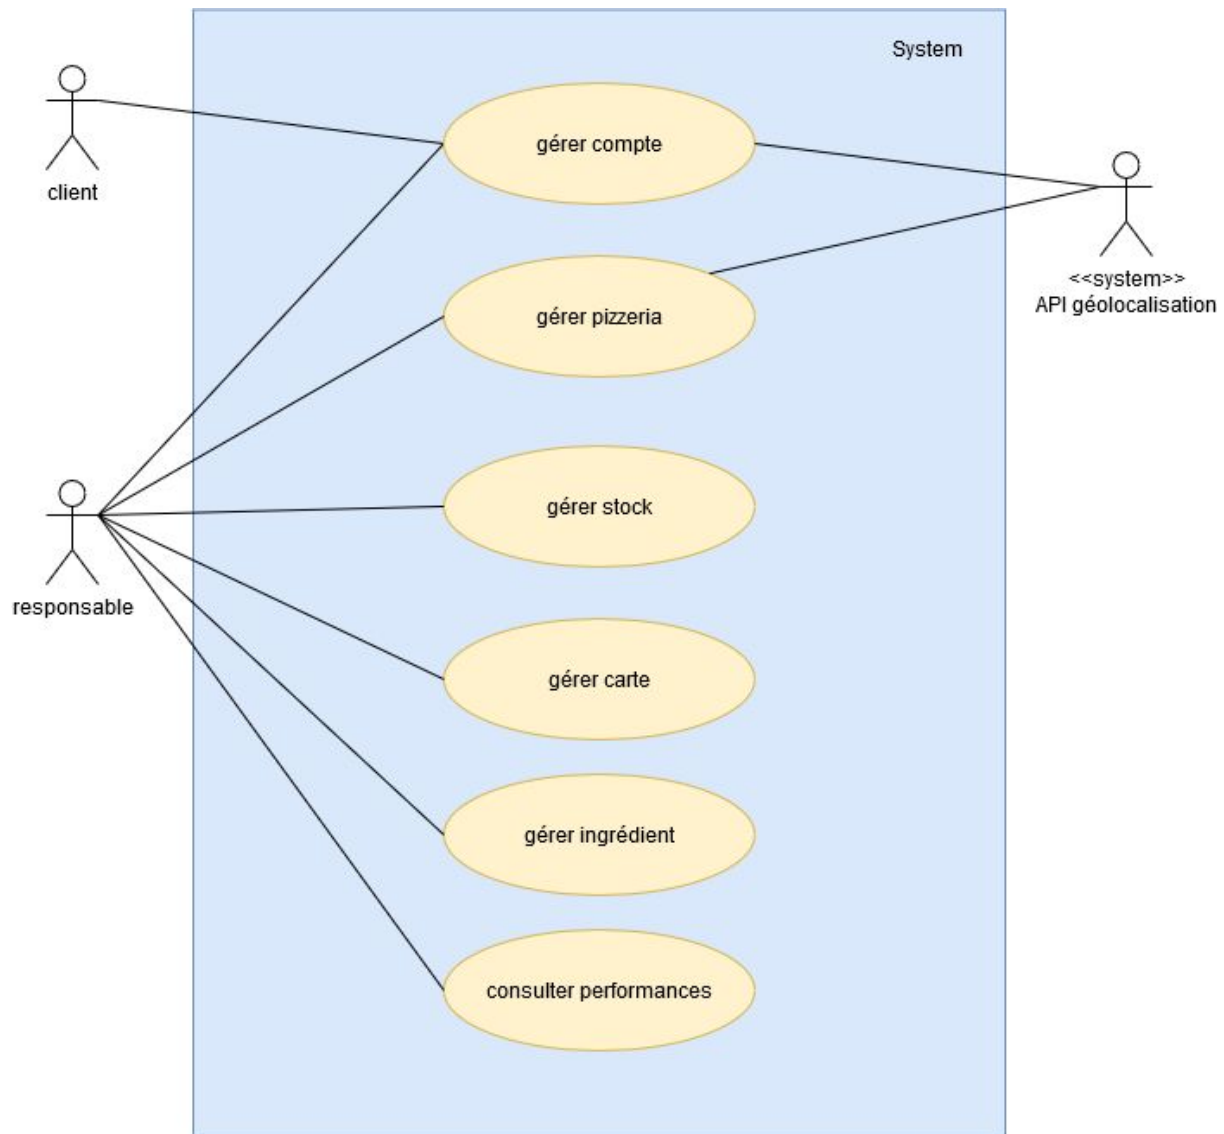 System
client
gérer compte
<<system>>
API géolocalisation
gérer pizzeria
gérer stock
responsable
gérer carte
gérer ingrédient
consulter performances